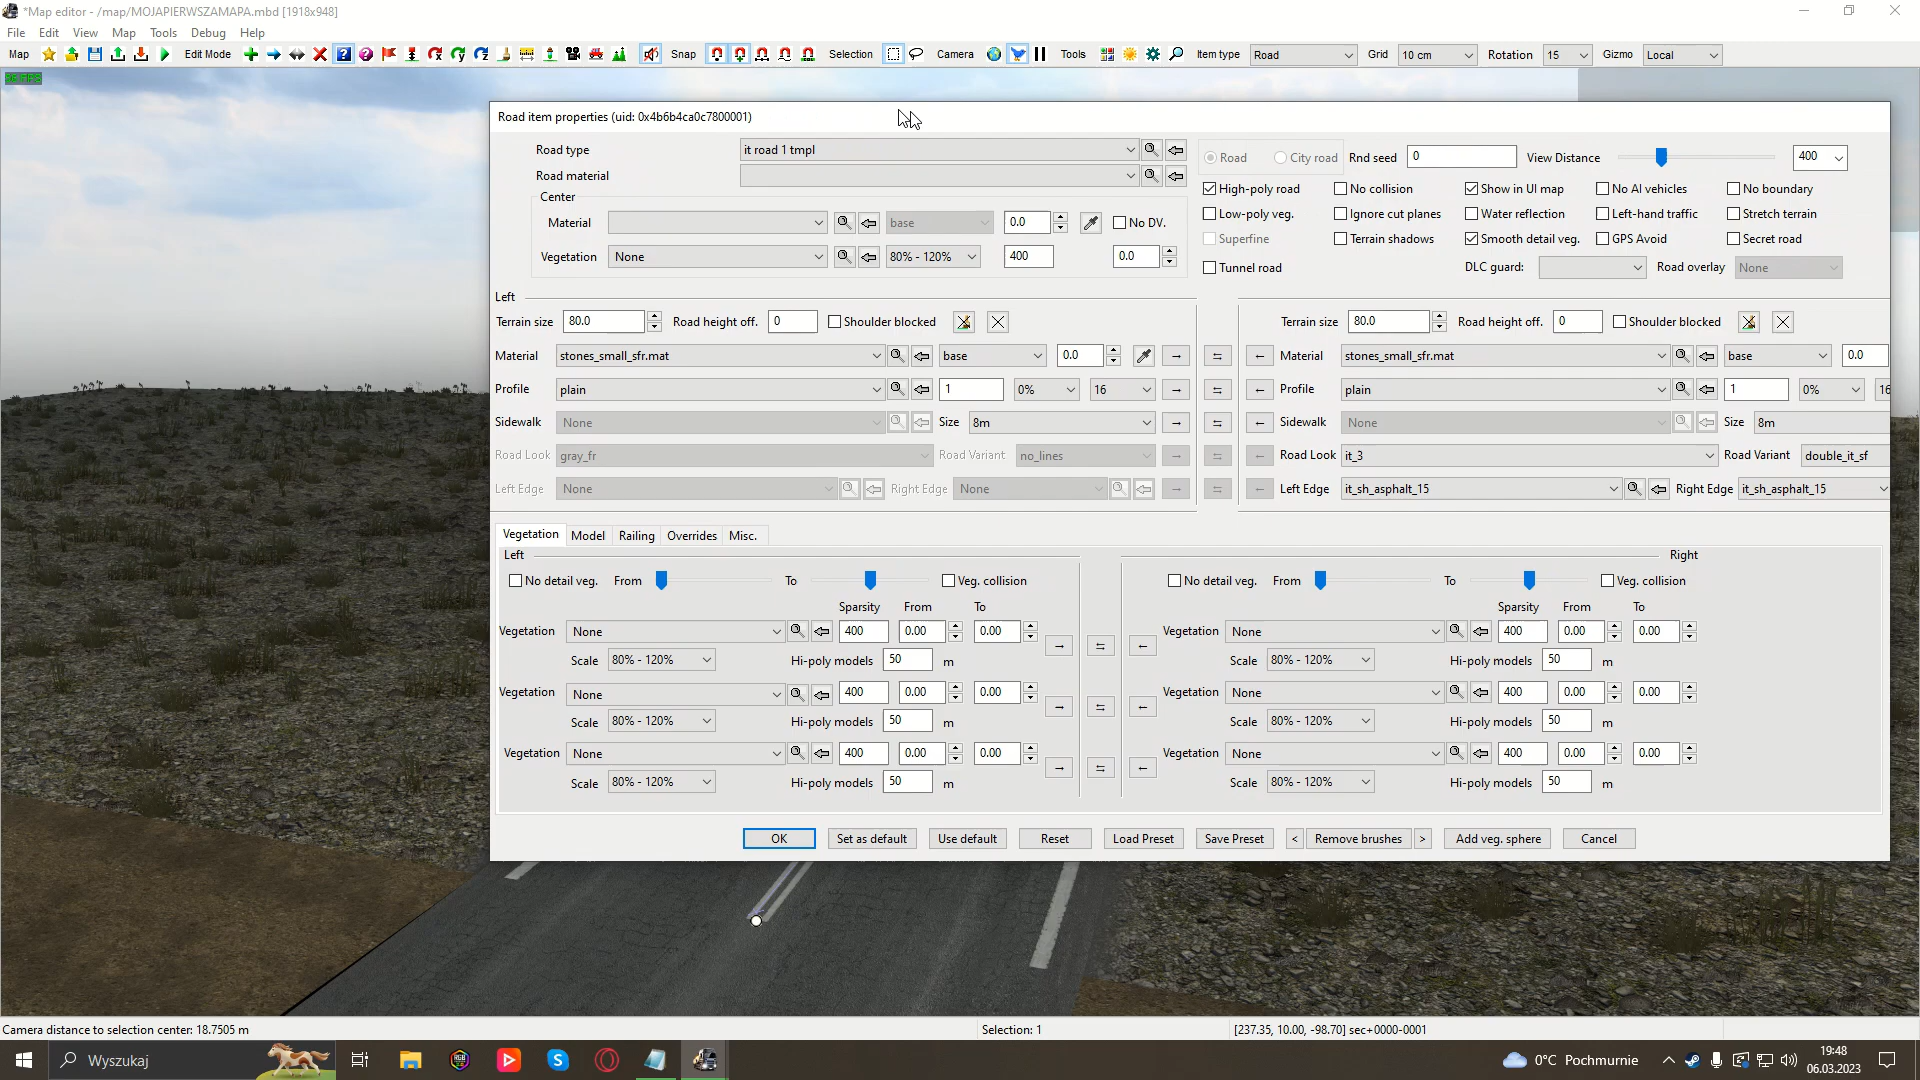 *Map editor - /map/MOJAPIERWSZAMAPA.mbd [1918x948]
File Edit View Map Tools Debug Help
Map Edit Mode Snap Selection Camera Tools Item type Road Grid 10 cm Rotation 15 Gizmo Local
Road item properties (uid: 0x4b6b4ca0c7800001)
Road type it road 1 tmpl Road City road Rnd seed 0 View Distance 400
Road material High-poly road No collision Show in UI map No AI vehicles No boundary
Center
Material base 0.0 No DV. Low-poly veg. Ignore cut planes Water reflection Left-hand traffic Stretch terrain
Superfine Terrain shadows Smooth detail veg. GPS Avoid Secret road
Vegetation None 80% - 120% 400 0.0 Tunnel road DLC guard: Road overlay None
Left
Terrain size 80.0 Road height off. 0 Shoulder blocked Terrain size 80.0 Road height off. 0 Shoulder blocked
Material stones_small_sfr.mat base 0.0 Material stones_small_sfr.mat base 0.0
Profile plain 1 0% 16 Profile plain 1 0% 16
Sidewalk None Size 8m Sidewalk None Size 8m
Road Look gray_fr Road Variant no_lines Road Look it_3 Road Variant double_it_sf
Left Edge None Right Edge None Left Edge it_sh_asphalt_15 Right Edge it_sh_asphalt_15
Vegetation Model Railing Overrides Misc.
Left Right
No detail veg. From To Veg. collision No detail veg. From To Veg. collision
Sparsity From To Sparsity From To
Vegetation None 400 0.00 0.00 Vegetation None 400 0.00 0.00
Scale 80% - 120% Hi-poly models 50 m Scale 80% - 120% Hi-poly models 50 m
Vegetation None 400 0.00 0.00 Vegetation None 400 0.00 0.00
Scale 80% - 120% Hi-poly models 50 m Scale 80% - 120% Hi-poly models 50 m
Vegetation None 400 0.00 0.00 Vegetation None 400 0.00 0.00
Scale 80% - 120% Hi-poly models 50 m Scale 80% - 120% Hi-poly models 50 m
OK Set as default Use default Reset Load Preset Save Preset < Remove brushes > Add veg. sphere Cancel
Camera distance to selection center: 18.7505 m Selection: 1 [237.35, 10.00, -98.70] sec+0000-0001
Wyszukaj 0°C Pochmurnie 19:48
06.03.2023